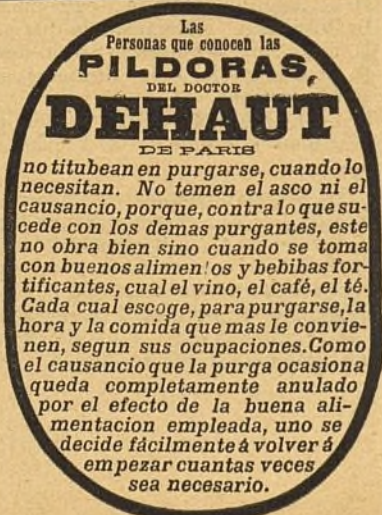 Las
Personas que conocen las
PILDORAS
DEL DOCTOR
DEHAUT
DE PARIS
no titubean en purgarse, cuando lo
necesitan. No temen el asco ni el
causancio, porque, contra lo que su-
cede con los demas purgantes, este
no obra bien sino cuando se toma
con buenos alimen!os y bebibas for-
tificantes, cual el vino, el café, el té.
Cada cual escoge, para purgarse, la
hora y la comida que mas le convie-
nen, segun sus ocupaciones. Como
el causancio que la purga ocasiona
queda completamente anulado
por el efecto de la buena ali-
mentacion empleada, uno se
decide fácilmente á volver á
empezar cuantas veces
sea necesario.